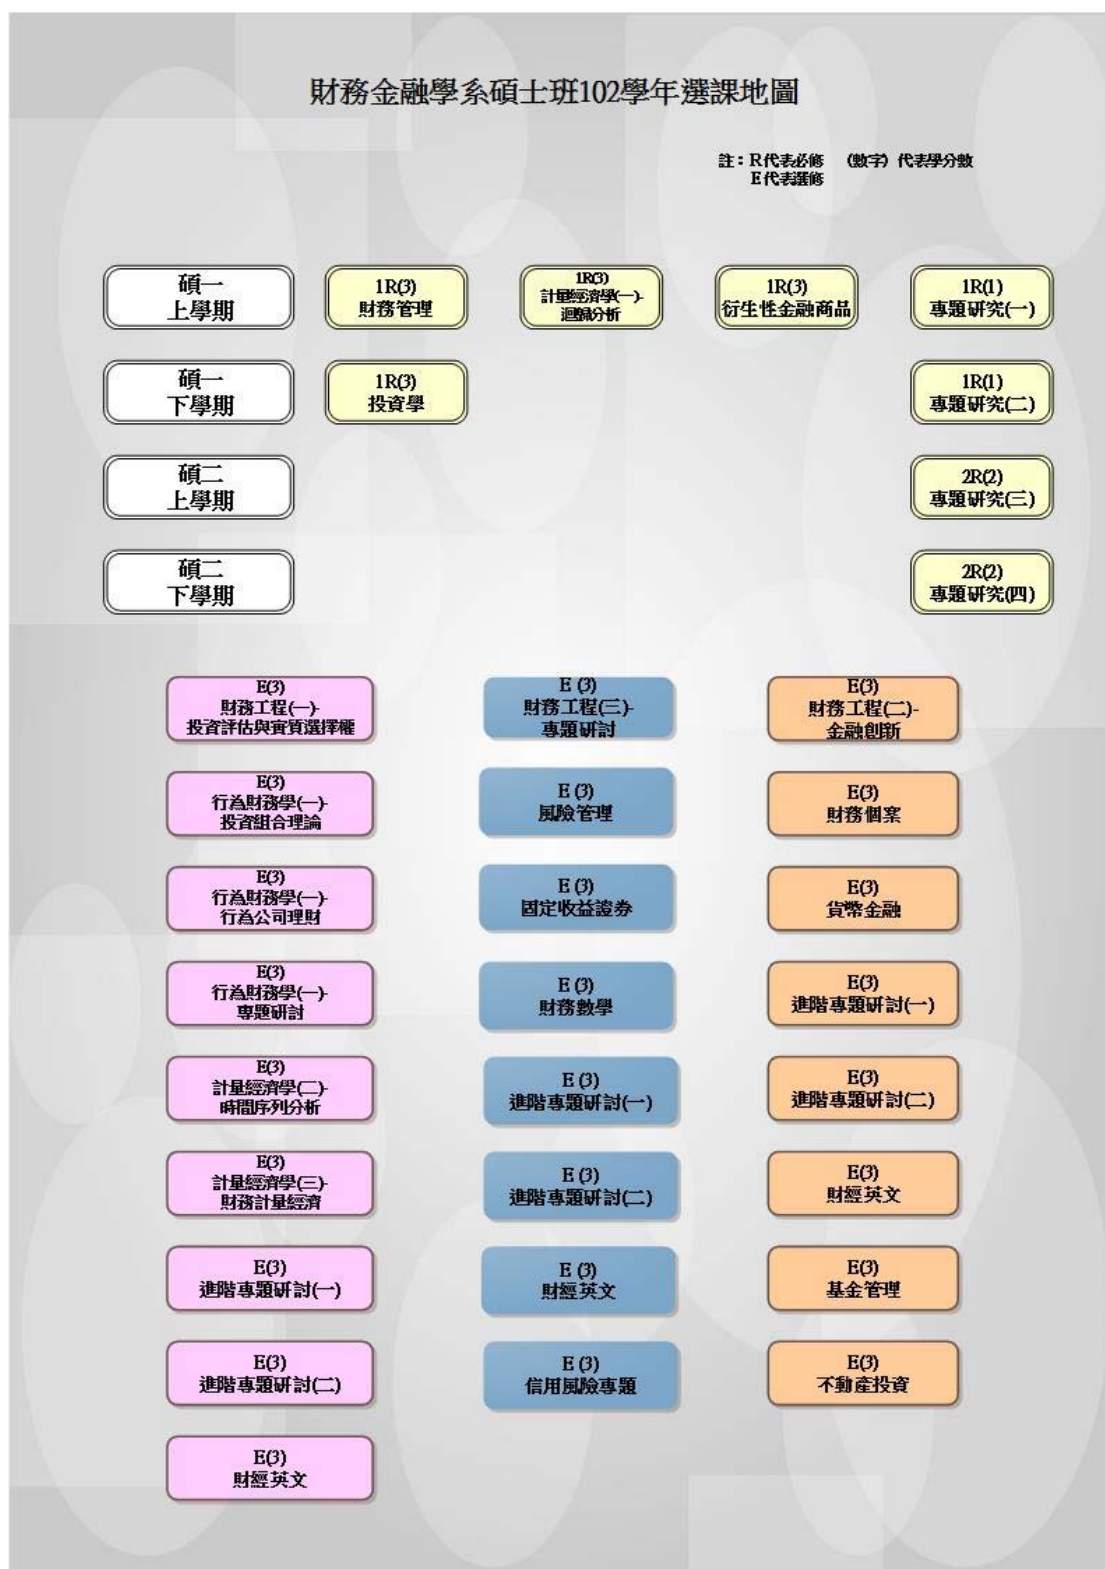 財務金融學系碩士班102學年選課地圖
註：R代表必修　(數字) 代表學分數
E代表選修
碩一
上學期
1R(3)
財務管理
1R(3)
計量經濟學(一)-
迴歸分析
1R(3)
衍生性金融商品
1R(1)
專題研究(一)
碩一
下學期
1R(3)
投資學
1R(1)
專題研究(二)
碩二
上學期
2R(2)
專題研究(三)
碩二
下學期
2R(2)
專題研究(四)
E(3)
財務工程(一)-
投資評估與實質選擇權
E (3)
財務工程(三)-
專題研討
E(3)
財務工程(二)-
金融創新
E(3)
行為財務學(一)-
投資組合理論
E (3)
風險管理
E(3)
財務個案
E(3)
行為財務學(一)-
行為公司理財
E (3)
固定收益證券
E(3)
貨幣金融
E(3)
行為財務學(一)-
專題研討
E (3)
財務數學
E(3)
進階專題研討(一)
E(3)
計量經濟學(二)-
時間序列分析
E (3)
進階專題研討(一)
E(3)
進階專題研討(二)
E(3)
計量經濟學(三)-
財務計量經濟
E (3)
進階專題研討(二)
E(3)
財經英文
E(3)
進階專題研討(一)
E (3)
財經英文
E(3)
基金管理
E(3)
進階專題研討(二)
E (3)
信用風險專題
E(3)
不動產投資
E(3)
財經英文